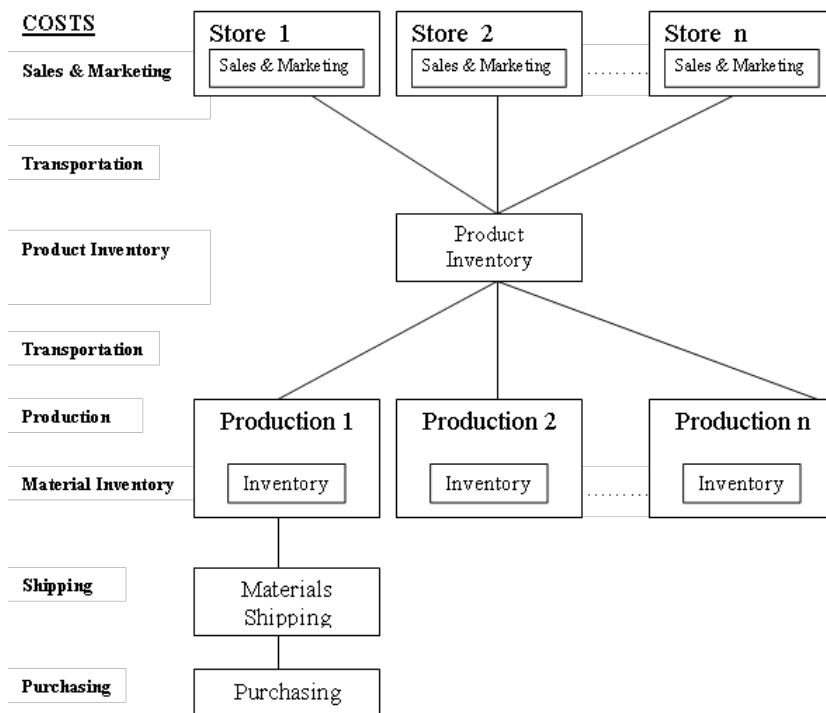 COSTS
Store 1
Store 2
Store n
Sales & Marketing
Sales & Marketing
Sales & Marketing
Sales & Marketing
Transportation
Product Inventory
Product
Inventory
Transportation
Production
Production 1
Production 2
Production n
Material Inventory
Inventory
Inventory
Inventory
Shipping
Materials
Shipping
Purchasing
Purchasing